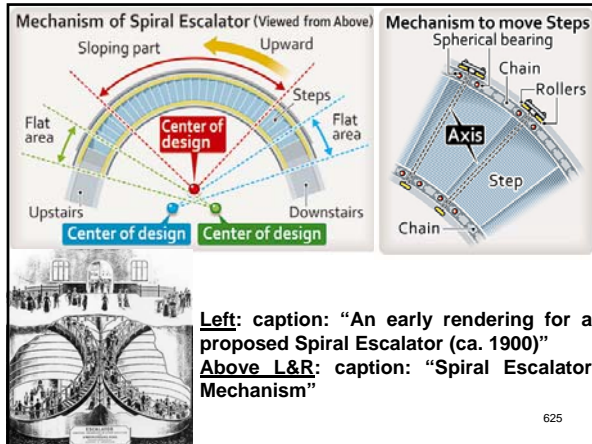 Mechanism of Spiral Escalator (Viewed from Above)
Sloping part
Upward
Steps
Flat
area
Center of
design
Flat
area
Upstairs
Downstairs
Center of design
Center of design
Mechanism to move Steps
Spherical bearing
Chain
Rollers
Axis
Step
Chain
ESCALATOR
Left: caption: “An early rendering for a
proposed Spiral Escalator (ca. 1900)”
Above L&R: caption: “Spiral Escalator
Mechanism”
625